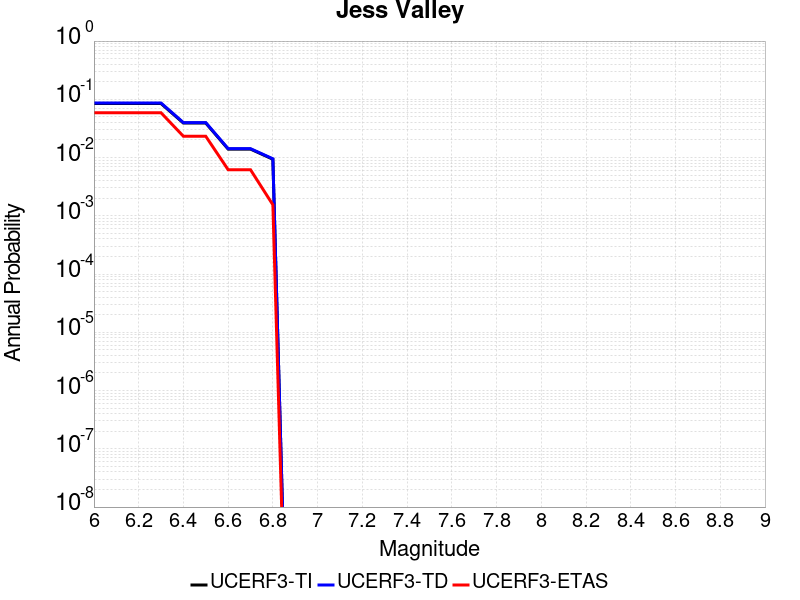 Jess Valley
10^0
10^-1
10^-2
10^-3
10^-4
10^-5
10^-6
10^-7
10^-8
Annual Probability
6 6.2 6.4 6.6 6.8 7 7.2 7.4 7.6 7.8 8 8.2 8.4 8.6 8.8 9
Magnitude
UCERF3-TI UCERF3-TD UCERF3-ETAS